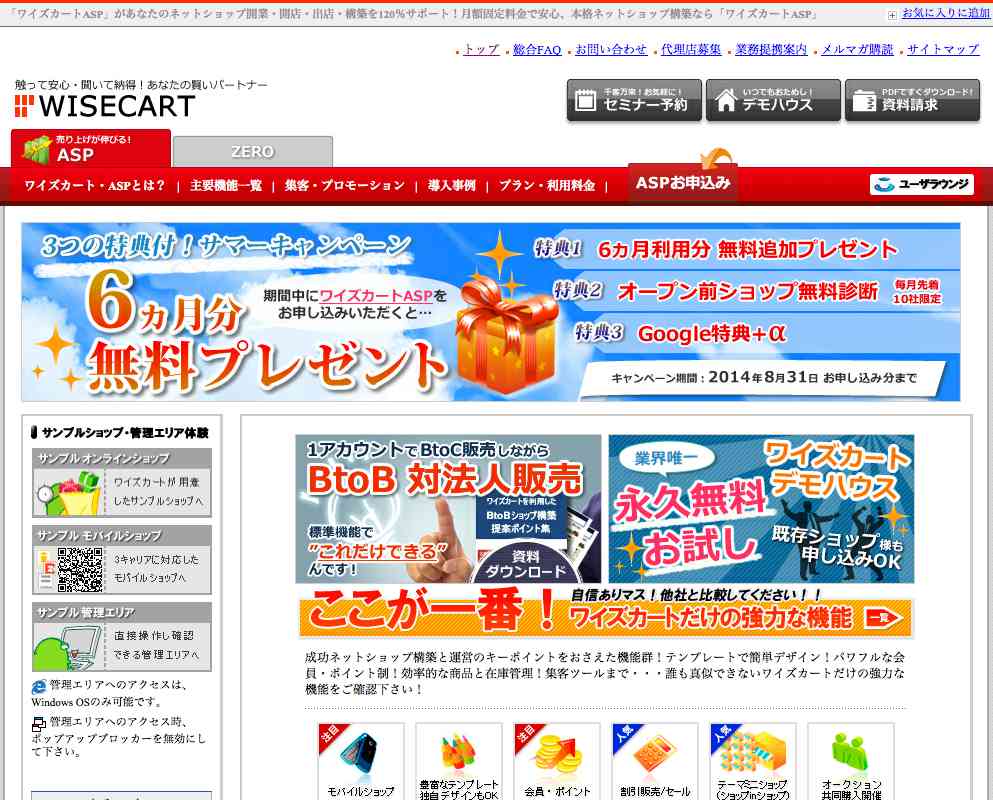 「ワイズカートASP」があなたのネットショップ開業・開店・出店・構築を120%サポート！月額固定料金で安心、本格ネットショップ構築なら「ワイズカートASP」
お気に入りに追加
トップ
総合FAQ
お問い合わせ
代理店募集
業務提携案内
メルマガ購読
サイトマップ
触って安心・聞いて納得！あなたの賢いパートナー
WISECART
千客万来！お気軽に！
セミナー予約
いつでもおためし！
デモハウス
PDFですぐダウンロード！
資料請求
売り上げが伸びる！
ASP
ZERO
ワイズカート・ASPとは？ | 主要機能一覧 | 集客・プロモーション | 導入事例 | プラン・利用料金 |
ASPお申込み
ユーザラウンジ
3つの特典付！サマーキャンペーン
6ヵ月分
無料プレゼント
期間中にワイズカートASPを
お申し込みいただくと…
特典1 6ヵ月利用分 無料追加プレゼント
特典2 オープン前ショップ無料診断
毎月先着
10社限定
特典3 Google特典+α
キャンペーン期間：2014年8月31日 お申し込み分まで
サンプルショップ・管理エリア体験
サンプル オンラインショップ
ワイズカートが用意
したサンプルショップへ
サンプル モバイルショップ
3キャリアに対応した
モバイルショップへ
サンプル 管理エリア
直接操作し確認
できる管理エリアへ
管理エリアへのアクセスは、
Windows OSのみ可能です。
管理エリアへのアクセス時、
ポップアップブロッカーを無効にし
て下さい。
1アカウントでBtoC販売しながら
BtoB 対法人販売
ワイズカートを利用した
BtoBショップ構築
提案ポイント集
標準機能で
"これだけできる"
んです！
資料
ダウンロード
業界唯一
ワイズカート
デモハウス
永久無料
お試し
既存ショップ様も
申し込みOK
ここが一番！
自信ありマス！他社と比較してください！！
ワイズカートだけの強力な機能
一覧
成功ネットショップ構築と運営のキーポイントをおさえた機能群！テンプレートで簡単デザイン！パワフルな会
員・ポイント制！効率的な商品と在庫管理！集客ツールまで・・・誰も真似できないワイズカートだけの強力な
機能をご確認下さい！
注目
モバイルショップ
豊富なテンプレート
独自デザインもOK
注目
会員・ポイント
人気
割引販売/セール
人気
テーマミニショップ
（ショップinショップ）
オークション
共同購入開催